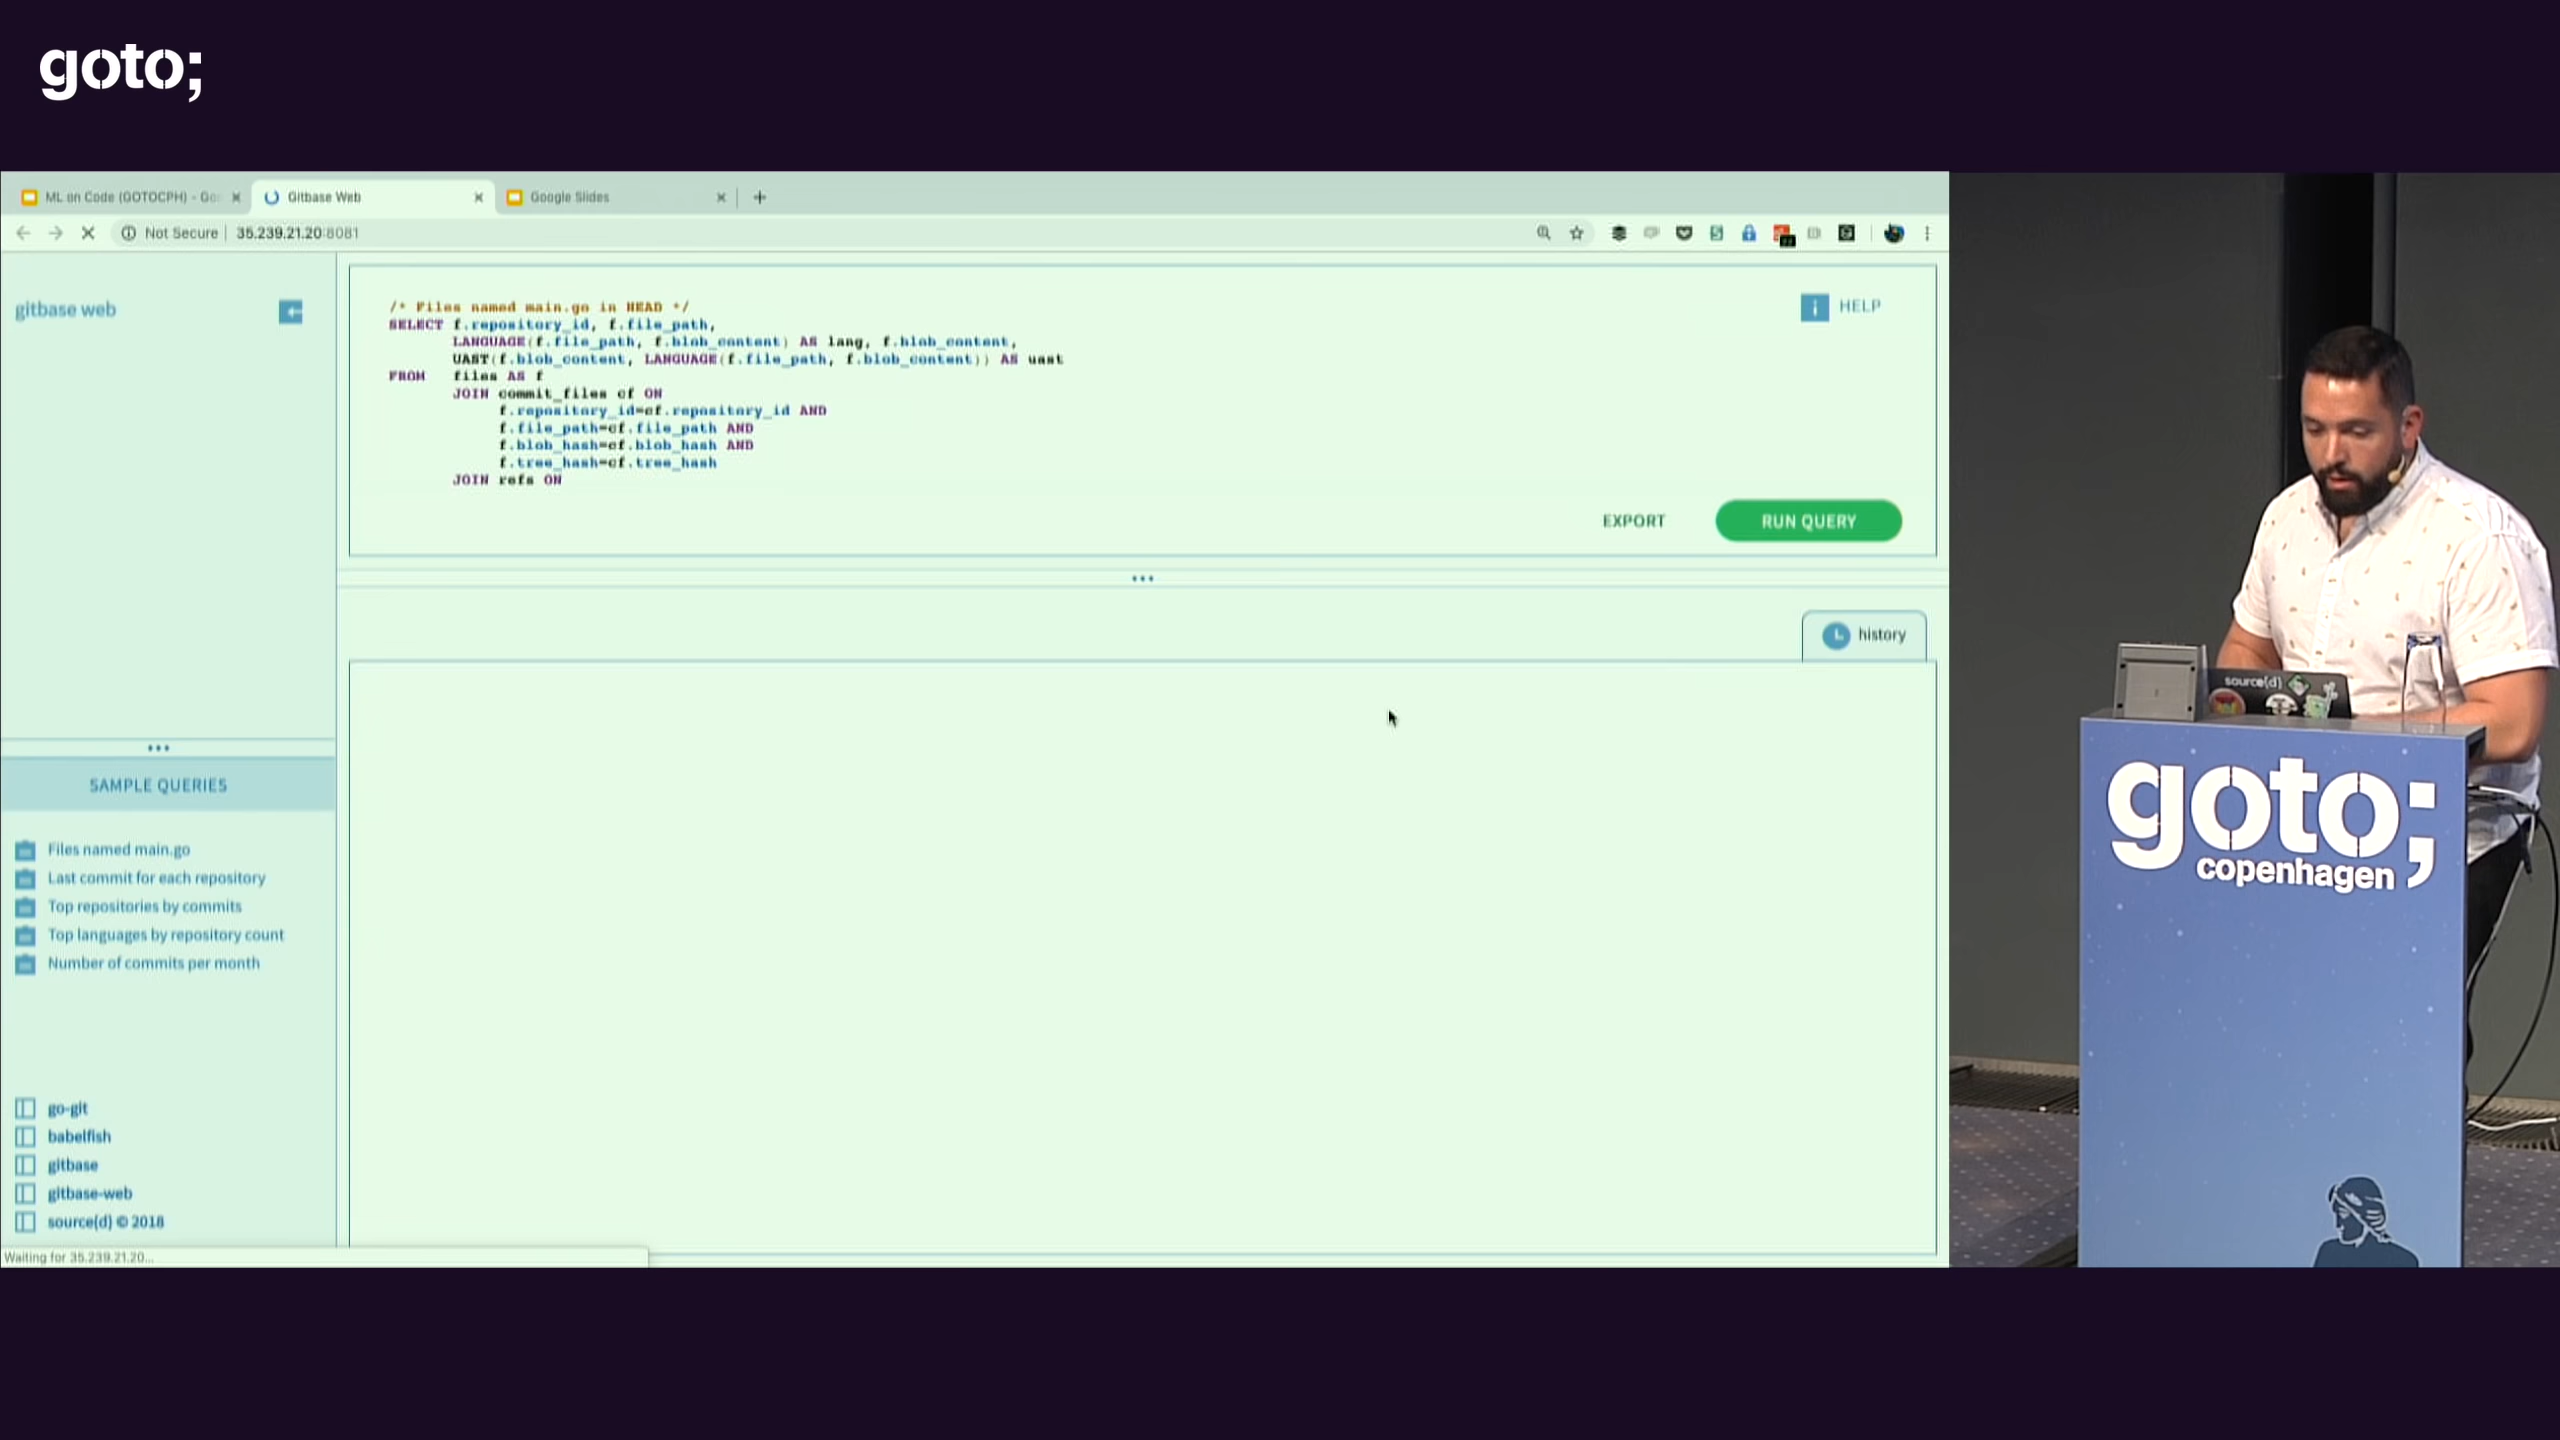 goto;
ML on Code (GOTOCPH) - Go
Gitbase Web
Google Slides
Not Secure
35.239.21.20:8081
gitbase web
/* Files named main.go in HEAD */
SELECT f.repository_id, f.file_path,
LANGUAGE(f.file_path, f.blob_content) AS lang, f.blob_content,
UAST(f.blob_content, LANGUAGE(f.file_path, f.blob_content)) AS uast
FROM files AS f
JOIN commit_files cf ON
f.repository_id=cf.repository_id AND
f.file_path=cf.file_path AND
f.blob_hash=cf.blob_hash AND
f.tree_hash=cf.tree_hash
JOIN refs ON
HELP
EXPORT
RUN QUERY
history
SAMPLE QUERIES
Files named main.go
Last commit for each repository
Top repositories by commits
Top languages by repository count
Number of commits per month
go-git
babelfish
gitbase
gitbase-web
source{d} © 2018
Waiting for 35.239.21.20...
source{d}
goto;
copenhagen